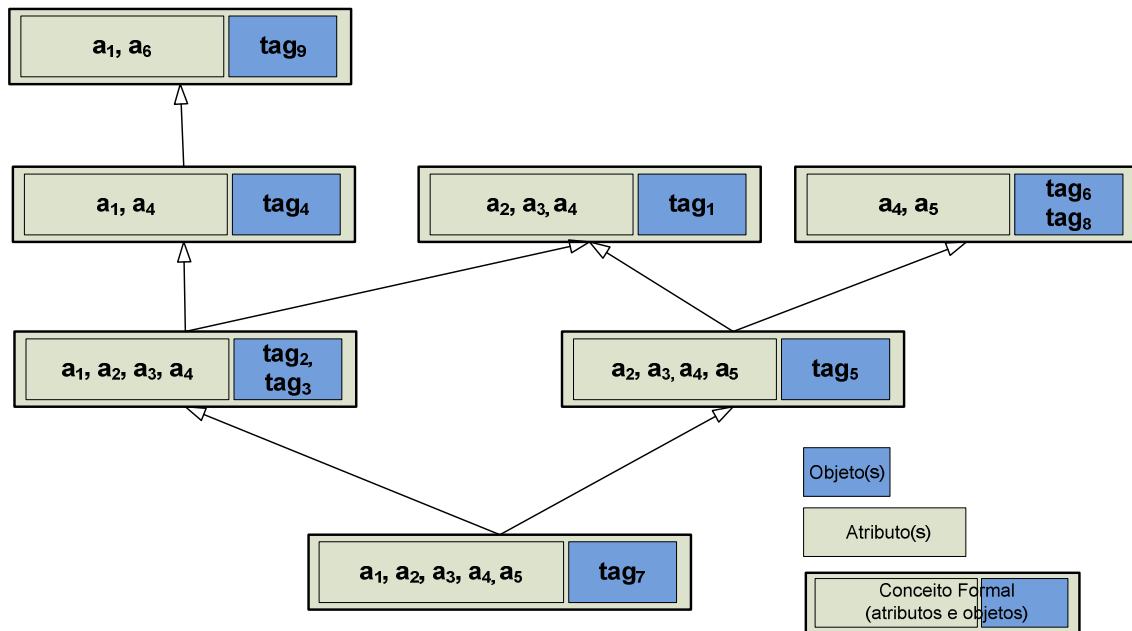 a₁, a₆
tag₉
a₁, a₄
tag₄
a₂, a₃, a₄
tag₁
a₄, a₅
tag₆
tag₈
a₁, a₂, a₃, a₄
tag₂,
tag₃
a₂, a₃, a₄, a₅
tag₅
a₁, a₂, a₃, a₄, a₅
tag₇
Objeto(s)
Atributo(s)
Conceito Formal
(atributos e objetos)